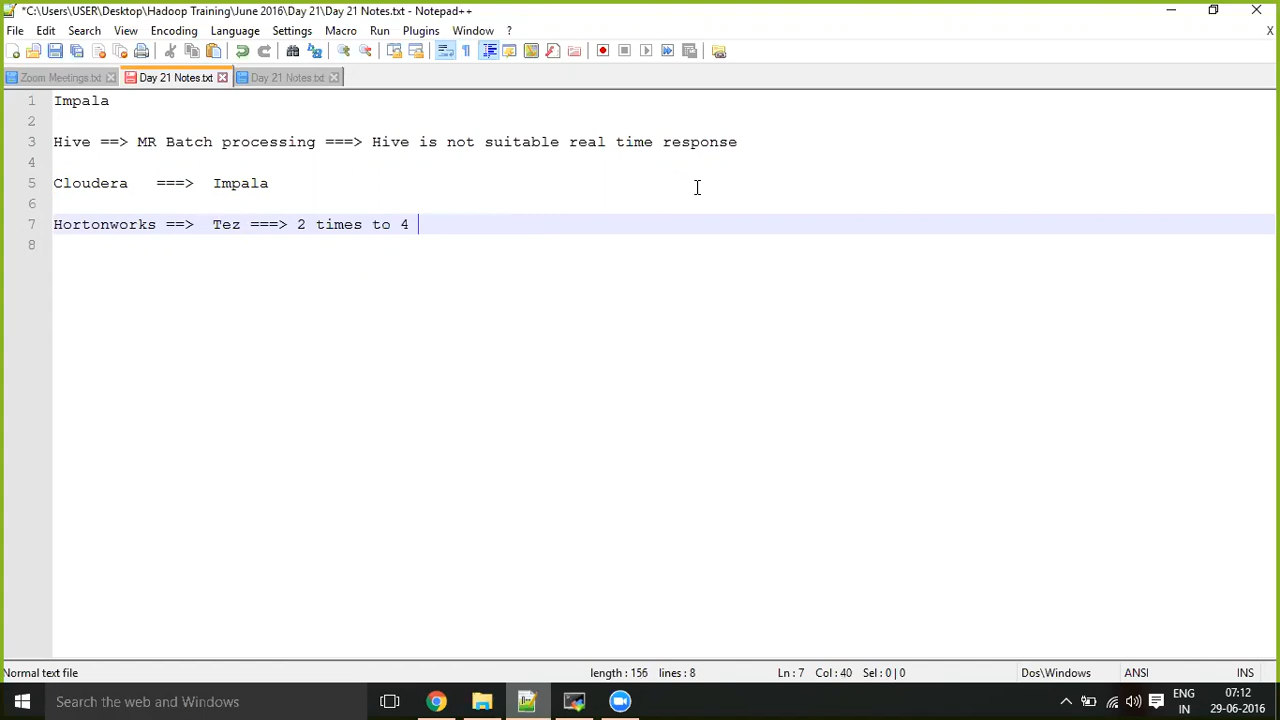 *C:\Users\USER\Desktop\Hadoop Training\June 2016\Day 21\Day 21 Notes.txt - Notepad++
File Edit Search View Encoding Language Settings Macro Run Plugins Window ? X
Zoom Meetings.txt Day 21 Notes.txt Day 21 Notes.txt
1 Impala
2
3 Hive ==> MR Batch processing ===> Hive is not suitable real time response
4
5 Cloudera ===> Impala
6
7 Hortonworks ==> Tez ===> 2 times to 4
8
Normal text file length : 156 lines : 8 Ln : 7 Col : 40 Sel : 0 | 0 Dos\Windows ANSI INS
Search the web and Windows ENG 07:12
IN 29-06-2016